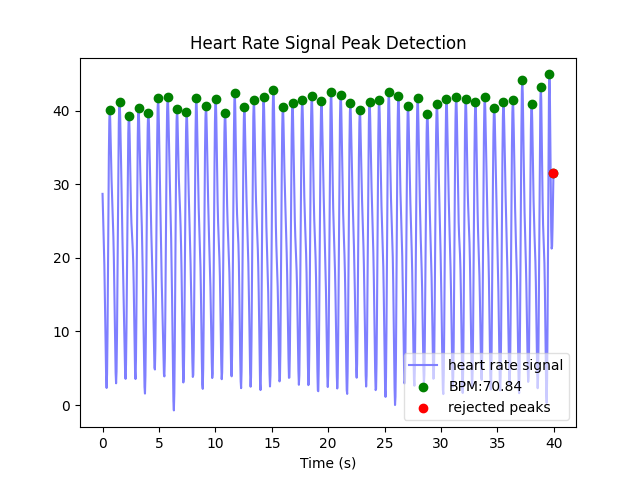 Heart Rate Signal Peak Detection
40
30
20
10
0
heart rate signal
BPM:70.84
rejected peaks
0 5 10 15 20 25 30 35 40
Time (s)